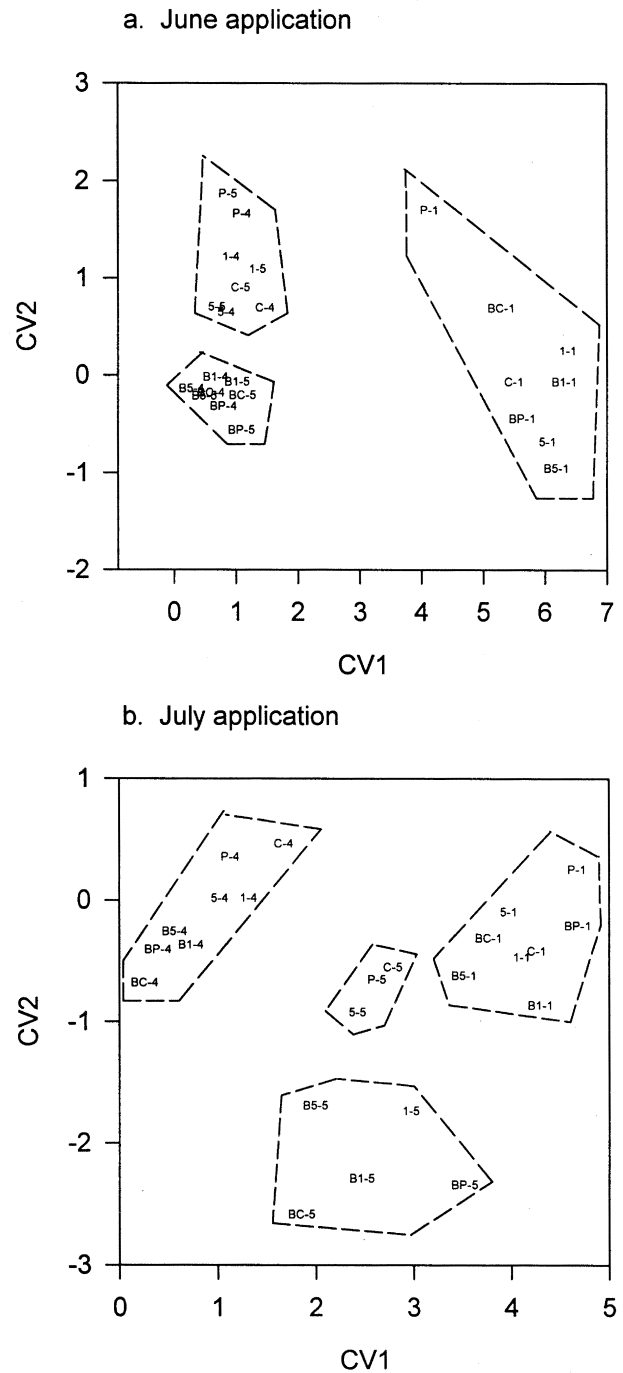 a. June application
3
P-5
2
P-4
P-1
1-4
1-5
1
C-5
BC-1
5-5
C-4
5-4
CV2
1-1
0
B1-4
B1-5
C-1
B1-1
B5-4
BC-4
BC-5
BP-4
BP-1
BP-5
5-1
-1
B5-1
-2
0 1 2 3 4 5 6 7
CV1
b. July application
1
C-4
P-4
P-1
0
5-4 1-4
5-1
B5-4
BP-1
BP-4 B1-4
BC-1
1-1 C-1
C-5
BC-4
P-5
B5-1
5-5
B1-1
-1
CV2
B5-5
1-5
-2
B1-5
BP-5
BC-5
-3
0 1 2 3 4 5
CV1